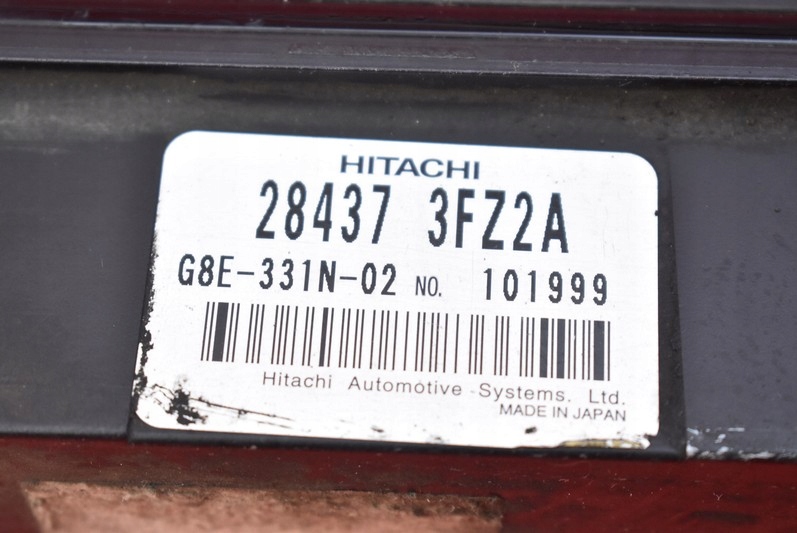 HITACHI
28437 3FZ2A
G8E-331N-02 NO. 101999
Hitachi Automotive Systems. Ltd.
MADE IN JAPAN